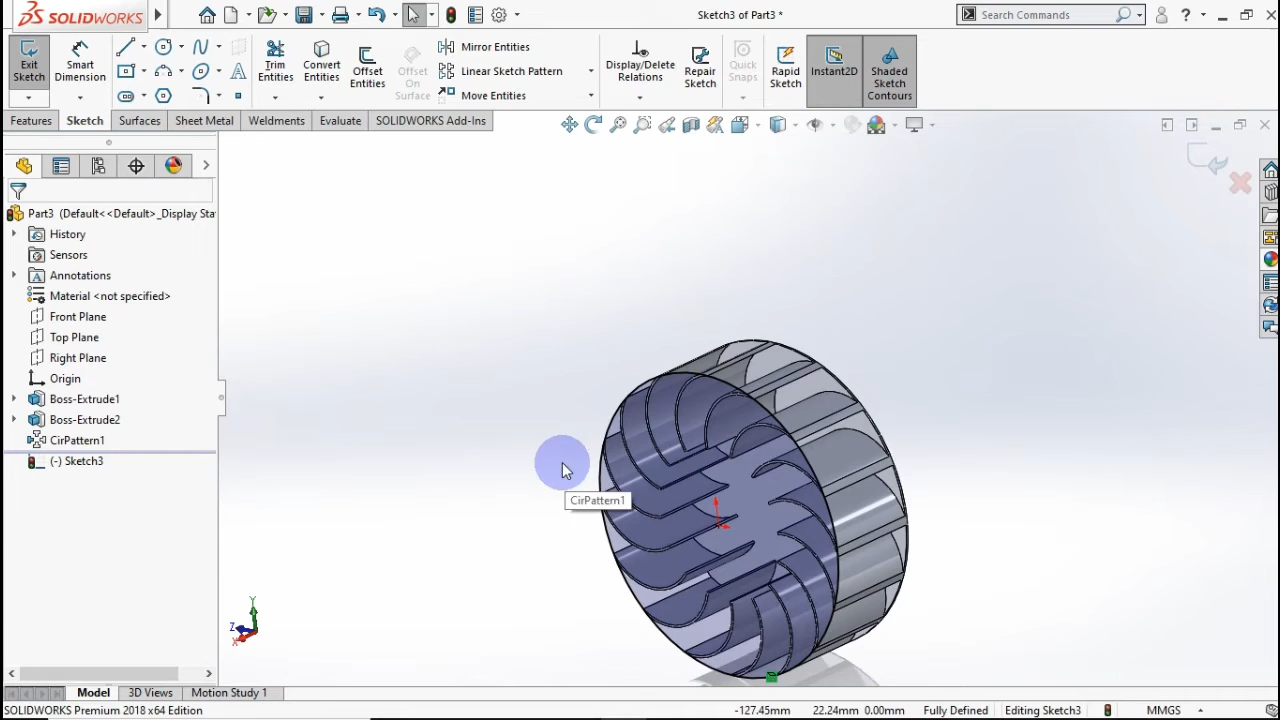 SOLIDWORKS
Sketch3 of Part3 *
Search Commands
Exit Sketch
Smart Dimension
Trim Entities
Convert Entities
Offset Entities
Offset On Surface
Mirror Entities
Linear Sketch Pattern
Move Entities
Display/Delete Relations
Repair Sketch
Quick Snaps
Rapid Sketch
Instant2D
Shaded Sketch Contours
Features
Sketch
Surfaces
Sheet Metal
Weldments
Evaluate
SOLIDWORKS Add-Ins
Part3 (Default<<Default>_Display Sta
History
Sensors
Annotations
Material <not specified>
Front Plane
Top Plane
Right Plane
Origin
Boss-Extrude1
Boss-Extrude2
CirPattern1
(-) Sketch3
CirPattern1
Y
Z
X
Model
3D Views
Motion Study 1
SOLIDWORKS Premium 2018 x64 Edition
-127.45mm
22.24mm 0.00mm
Fully Defined
Editing Sketch3
MMGS